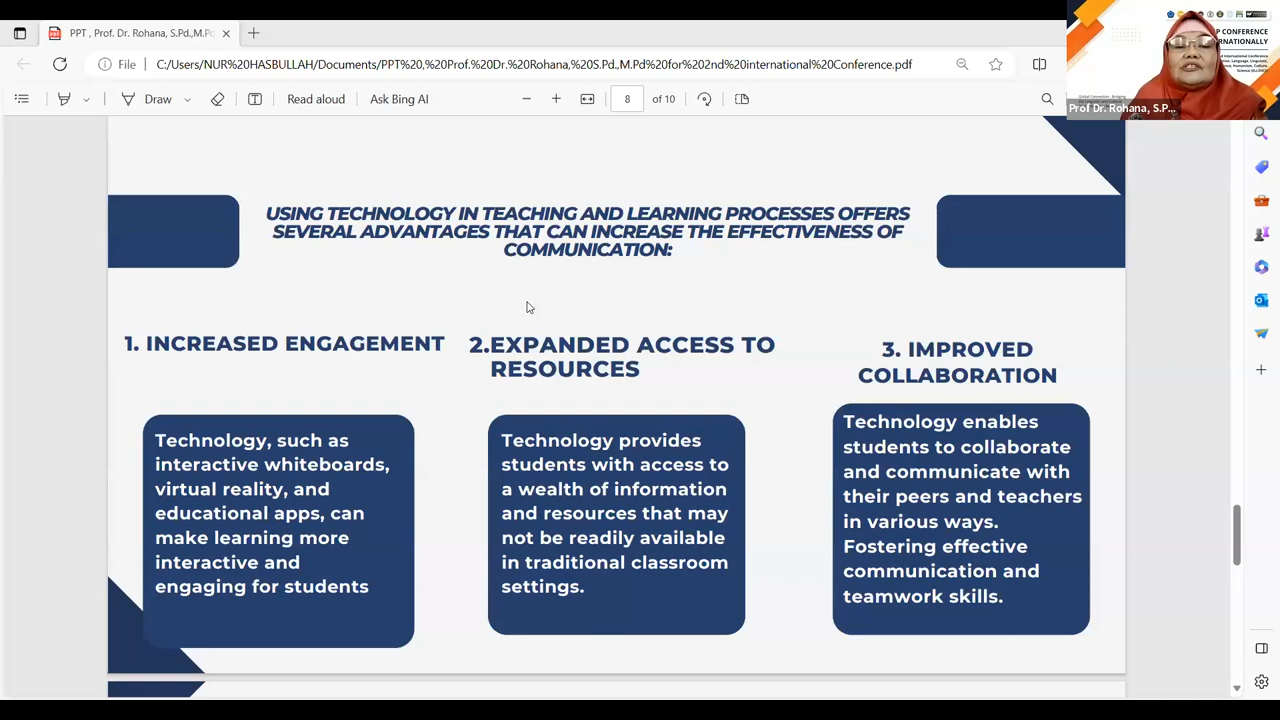 PPT , Prof. Dr. Rohana, S.Pd.,M.Pd
File
C:/Users/NUR%20HASBULLAH/Documents/PPT%20,%20Prof.%20Dr.%20Rohana,%20S.Pd.,M.Pd%20for%202nd%20international%20Conference.pdf
Draw
Read aloud
Ask Bing AI
8
of 10
P CONFERENCE
RNATIONALLY
Prof Dr. Rohana, S.P...
USING TECHNOLOGY IN TEACHING AND LEARNING PROCESSES OFFERS
SEVERAL ADVANTAGES THAT CAN INCREASE THE EFFECTIVENESS OF
COMMUNICATION:
1. INCREASED ENGAGEMENT
Technology, such as
interactive whiteboards,
virtual reality, and
educational apps, can
make learning more
interactive and
engaging for students
2.EXPANDED ACCESS TO
RESOURCES
Technology provides
students with access to
a wealth of information
and resources that may
not be readily available
in traditional classroom
settings.
3. IMPROVED
COLLABORATION
Technology enables
students to collaborate
and communicate with
their peers and teachers
in various ways.
Fostering effective
communication and
teamwork skills.